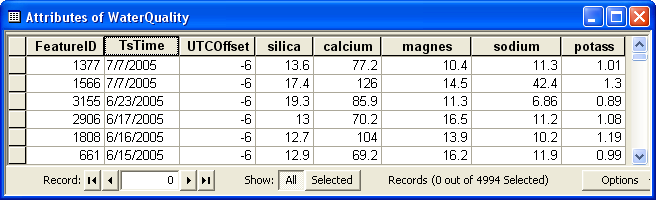 Attributes of WaterQuality
FeatureID TsTime UTCOffset silica calcium magnes sodium potass
1377 7/7/2005 -6 13.6 77.2 10.4 11.3 1.01
1566 7/7/2005 -6 17.4 126 14.5 42.4 1.3
3155 6/23/2005 -6 19.3 85.9 11.3 6.86 0.89
2906 6/17/2005 -6 13 70.2 16.5 11.2 1.08
1808 6/16/2005 -6 12.7 104 13.9 10.2 1.19
661 6/15/2005 -6 12.9 69.2 16.2 11.9 0.99
Record: 0 Show: All Selected Records (0 out of 4994 Selected) Options